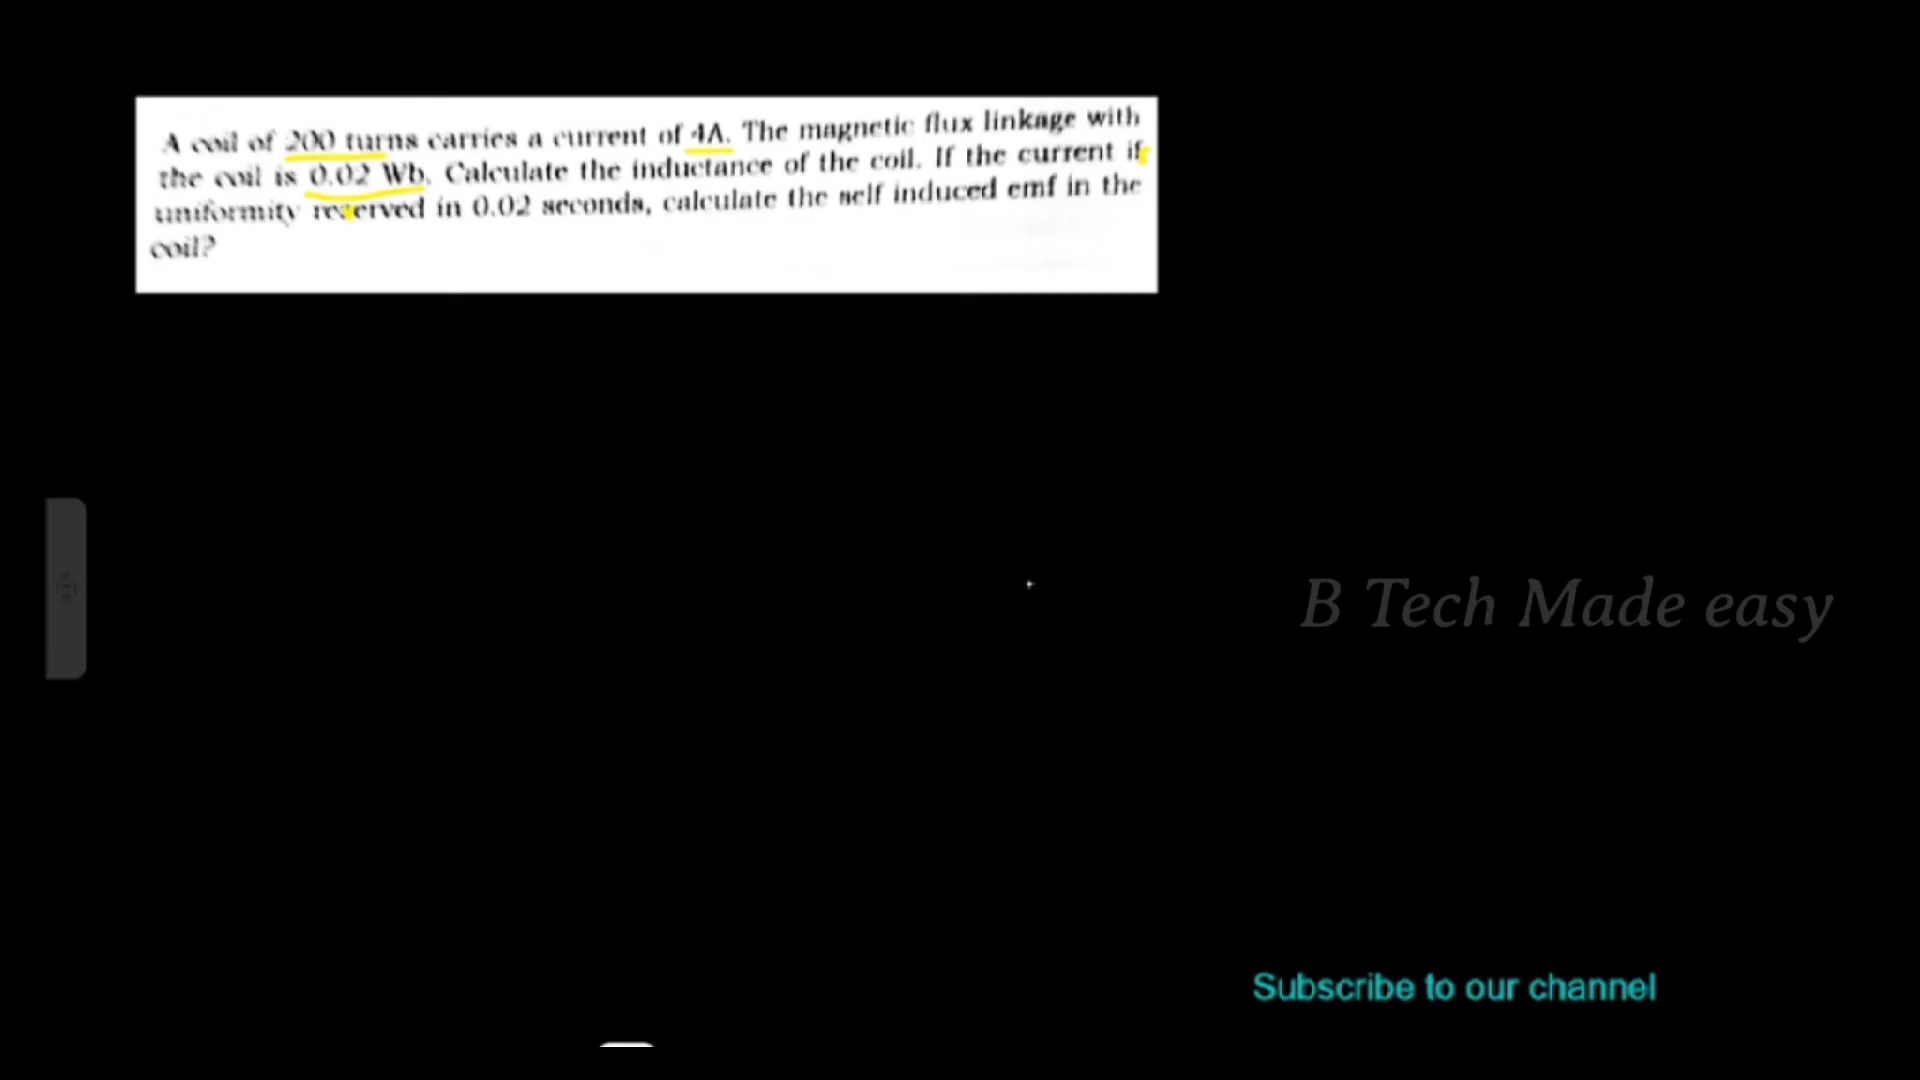 A coil of 200 turns carries a current of 4A. The magnetic flux linkage with
the coil is 0.02 Wb. Calculate the inductance of the coil. If the current if
uniformity reserved in 0.02 seconds, calculate the self induced emf in the
coil?
B Tech Made easy
Subscribe to our channel